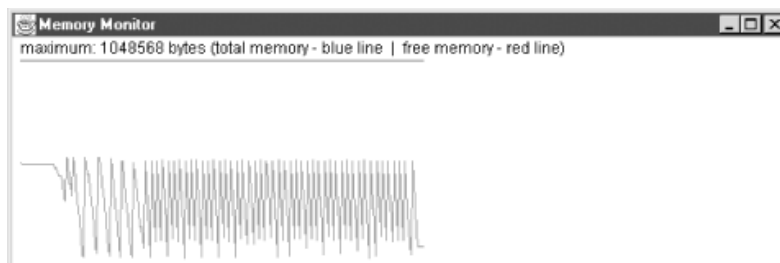 Memory Monitor
maximum: 1048568 bytes (total memory - blue line | free memory - red line)